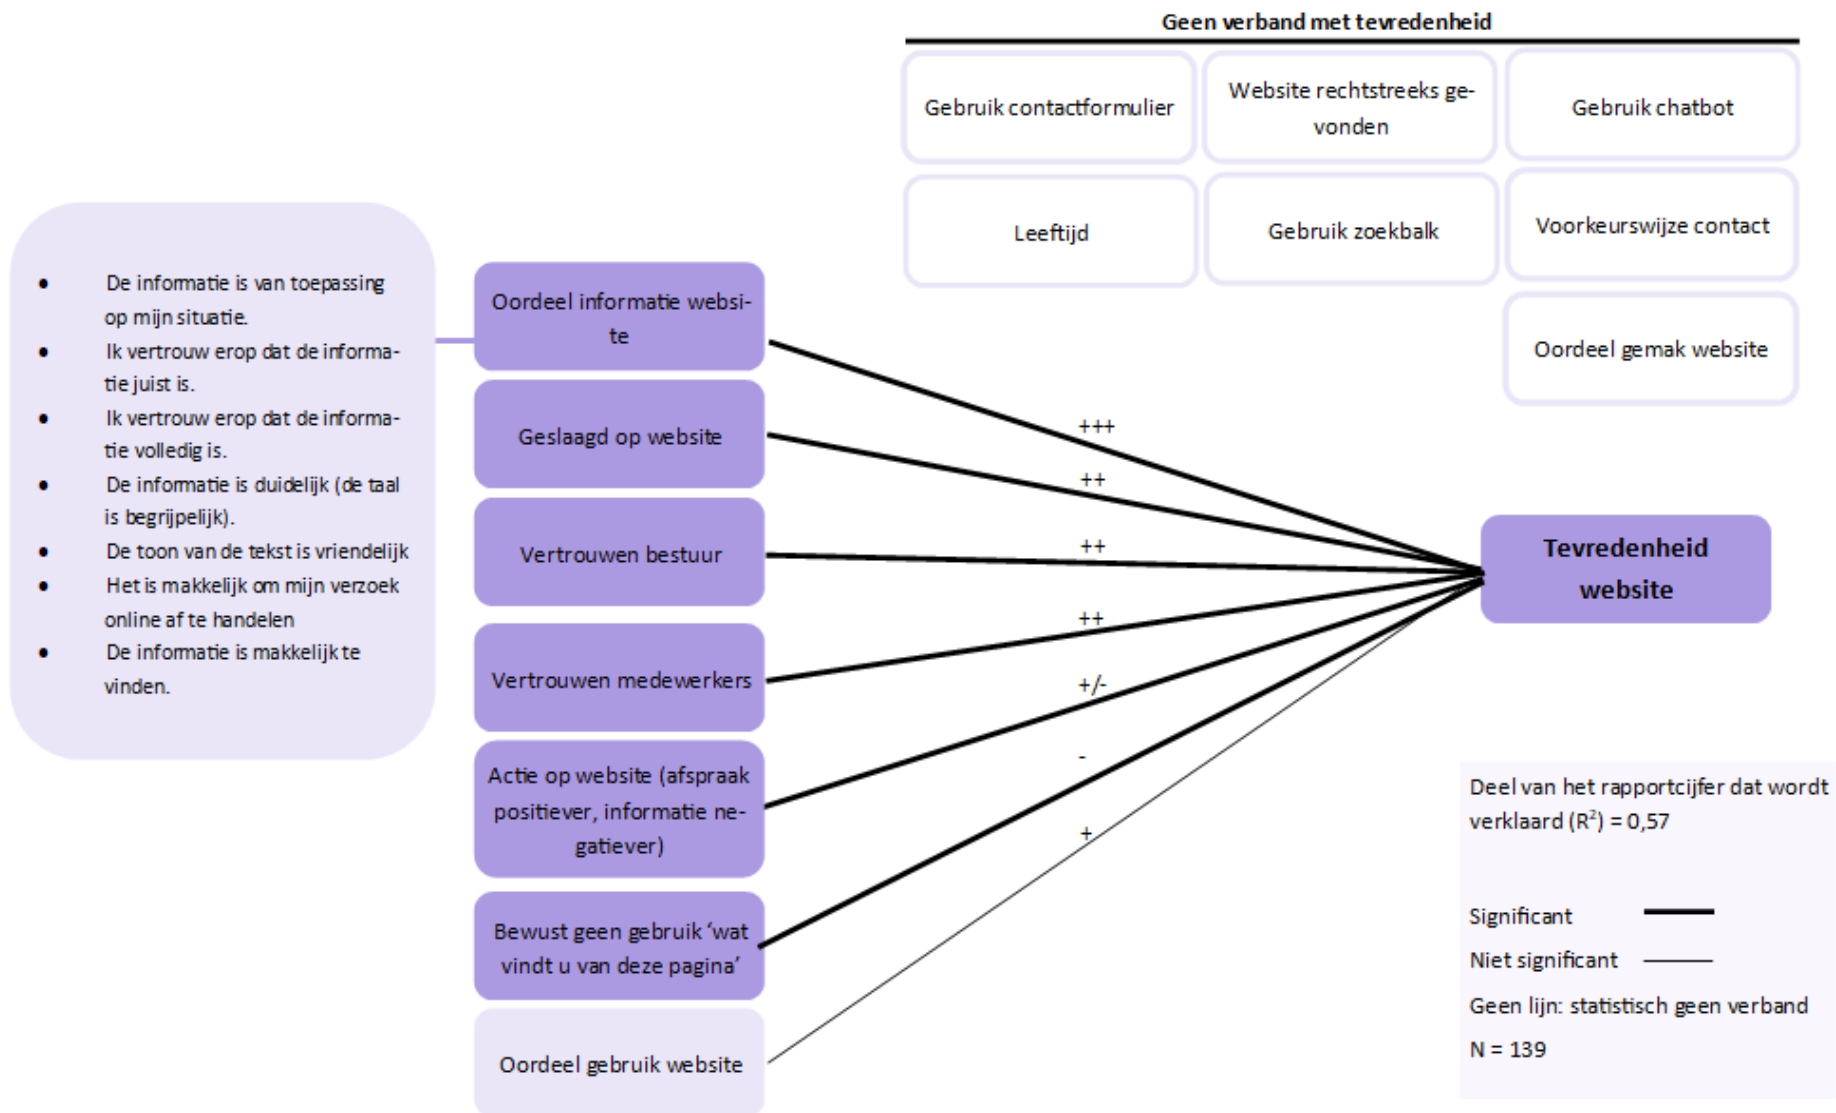 Geen verband met tevredenheid
Gebruik contactformulier
Website rechtstreeks ge-
vonden
Gebruik chatbot
Leeftijd
Gebruik zoekbalk
Voorkeurswijze contact
Oordeel gemak website
• De informatie is van toepassing
op mijn situatie.
• Ik vertrouw erop dat de informa-
tie juist is.
• Ik vertrouw erop dat de informa-
tie volledig is.
• De informatie is duidelijk (de taal
is begrijpelijk).
• De toon van de tekst is vriendelijk
• Het is makkelijk om mijn verzoek
online af te handelen
• De informatie is makkelijk te
vinden.
Oordeel informatie websi-
te
Geslaagd op website
Vertrouwen bestuur
Vertrouwen medewerkers
Actie op website (afspraak
positiever, informatie ne-
gatiever)
Bewust geen gebruik ‘wat
vindt u van deze pagina’
Oordeel gebruik website
+++
++
++
++
+/-
-
+
Tevredenheid
website
Deel van het rapportcijfer dat wordt
verklaard (R²) = 0,57
Significant
Niet significant
Geen lijn: statistisch geen verband
N = 139